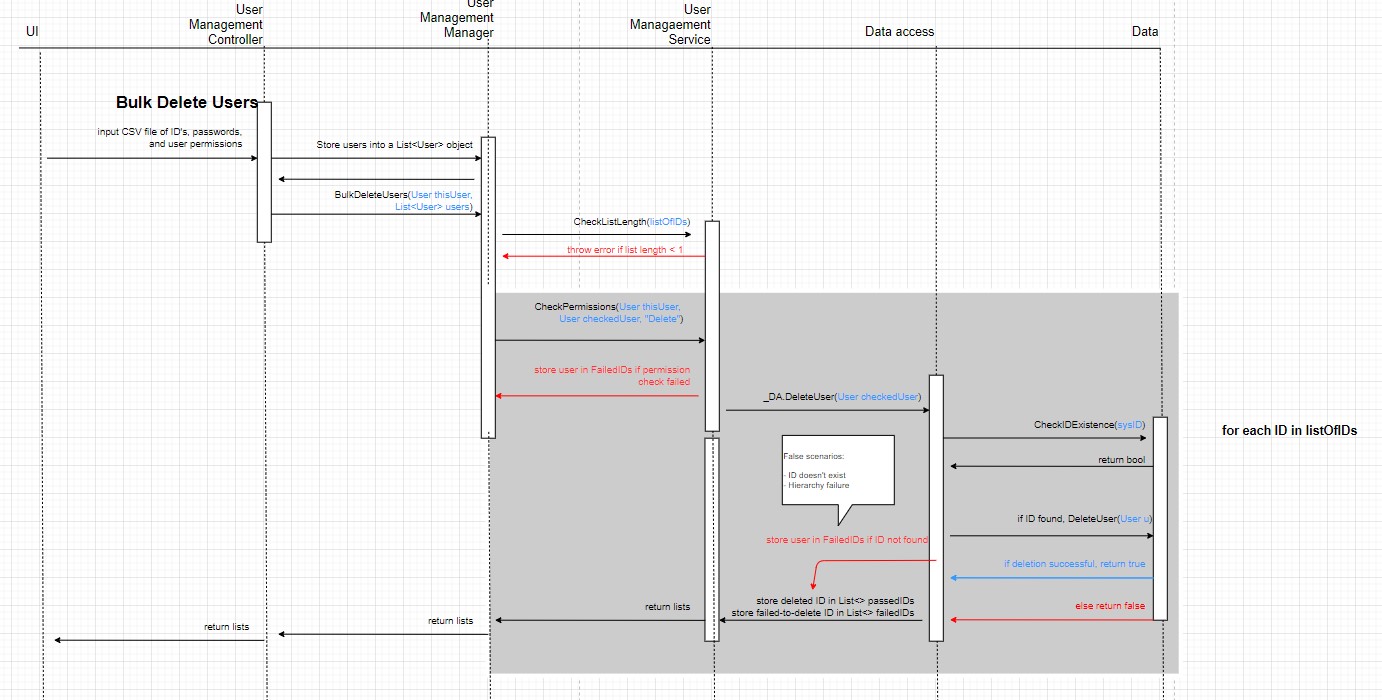 UI
User
Management
Controller
User
Management
Manager
User
Managaement
Service
Data access
Data
Bulk Delete Users
input CSV file of ID's, passwords,
and user permissions
Store users into a List<User> object
BulkDeleteUsers(User thisUser,
List<User> users)
CheckListLength(listOfIDs)
throw error if list length < 1
CheckPermissions(User thisUser,
User checkedUser, "Delete")
store user in FailedIDs if permission
check failed
_DA.DeleteUser(User checkedUser)
CheckIDExistence(sysID)
for each ID in listOfIDs
return bool
False scenarios:
- ID doesn't exist
- Hierarchy failure
if ID found, DeleteUser(User u)
store user in FailedIDs if ID not found
if deletion successful, return true
store deleted ID in List<> passedIDs
store failed-to-delete ID in List<> failedIDs
else return false
return lists
return lists
return lists